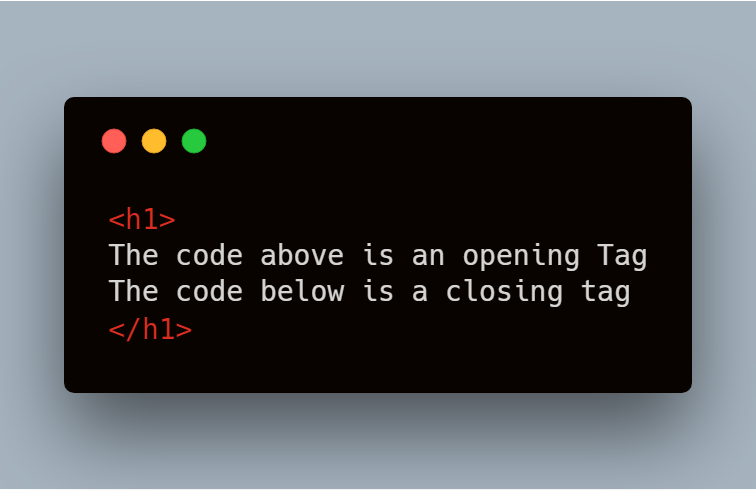 <h1>
The code above is an opening Tag
The code below is a closing tag
</h1>